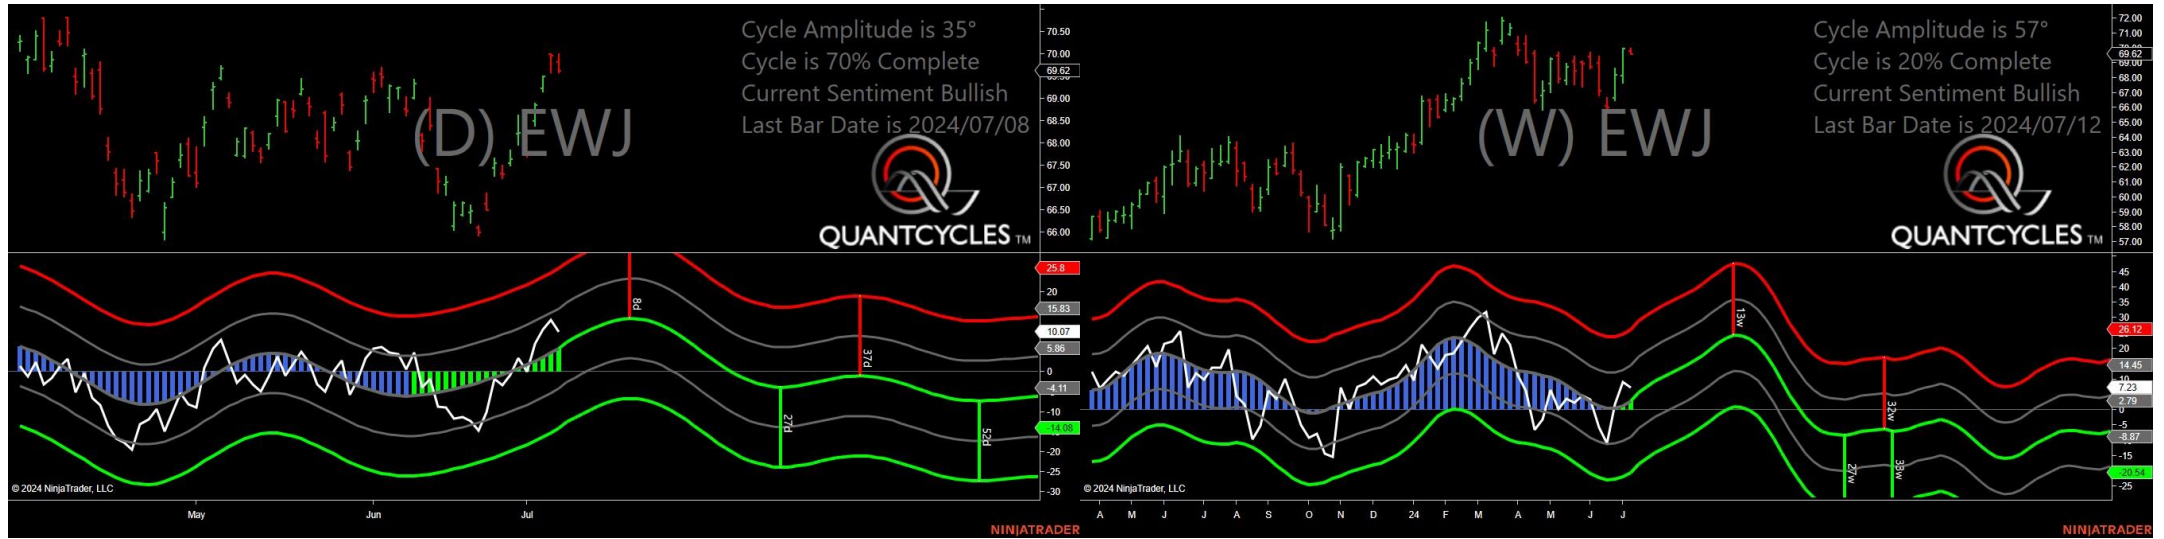 Cycle Amplitude is 35°
Cycle is 70% Complete
Current Sentiment Bullish
Last Bar Date is 2024/07/08
(D) EWJ
QUANTCYCLES TM
70.50
70.00
69.62
69.00
68.50
68.00
67.50
67.00
66.50
66.00
25.8
20
15.83
10.07
5.86
0
-4.11
-10
-14.08
-20
-25
-30
8d
37d
27d
52d
© 2024 NinjaTrader, LLC
May
Jun
Jul
NINJATRADER
Cycle Amplitude is 57°
Cycle is 20% Complete
Current Sentiment Bullish
Last Bar Date is 2024/07/12
(W) EWJ
QUANTCYCLES TM
72.00
71.00
69.62
69.00
68.00
67.00
66.00
65.00
64.00
63.00
62.00
61.00
60.00
59.00
58.00
57.00
45
40
35
30
26.12
20
14.45
7.23
2.79
0
-5
-8.87
-15
-20.54
-25
13w
32w
27w
33w
© 2024 NinjaTrader, LLC
A M J J A S O N D 24 F M A M J J
NINJATRADER